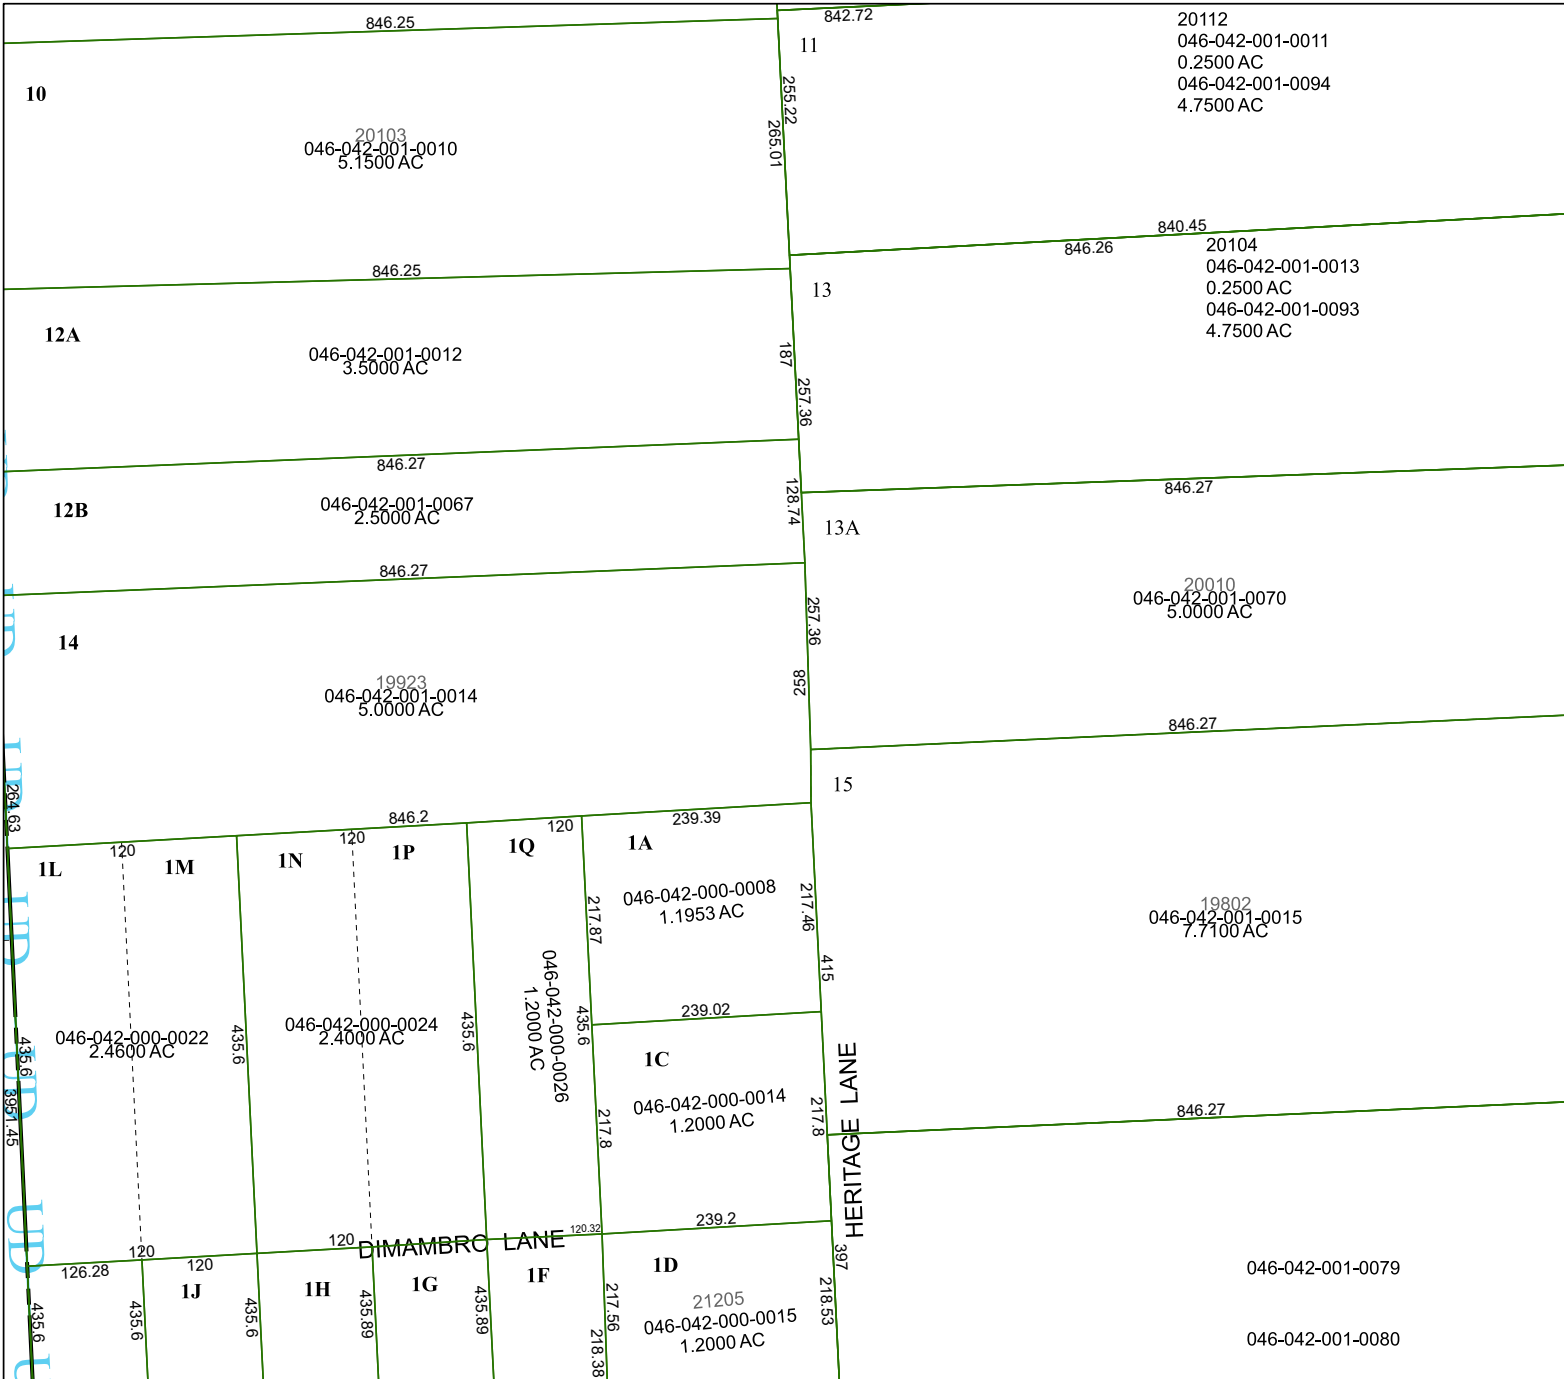 846.25
842.72
11
20112
046-042-001-0011
0.2500 AC
046-042-001-0094
4.7500 AC
10
255.22
265.01
20103
046-042-001-0010
5.1500 AC
840.45
846.26
20104
046-042-001-0013
0.2500 AC
046-042-001-0093
4.7500 AC
846.25
13
12A
046-042-001-0012
3.5000 AC
187
257.36
846.27
846.27
12B
046-042-001-0067
2.5000 AC
128.74
13A
846.27
20010
046-042-001-0070
5.0000 AC
UD
257.36
14
258
19923
046-042-001-0014
5.0000 AC
846.27
UD
264.63
15
846.2
239.39
120
120
120
1L
1M
1N
1P
1Q
1A
046-042-000-0008
1.1953 AC
217.87
217.46
19802
046-042-001-0015
7.7100 AC
UD
415
046-042-000-0026
1.2000 AC
239.02
435.6
046-042-000-0022
2.4600 AC
435.6
046-042-000-0024
2.4000 AC
435.6
435.6
1C
046-042-000-0014
1.2000 AC
UD
3951.45
217.8
217.8
HERITAGE LANE
846.27
UD
120
120
DIMAMBRO LANE
120.32
239.2
126.28
120
397
1J
1H
1G
1F
1D
21205
046-042-000-0015
1.2000 AC
046-042-001-0079
435.6
435.6
435.6
435.89
435.89
217.56
218.38
218.53
046-042-001-0080